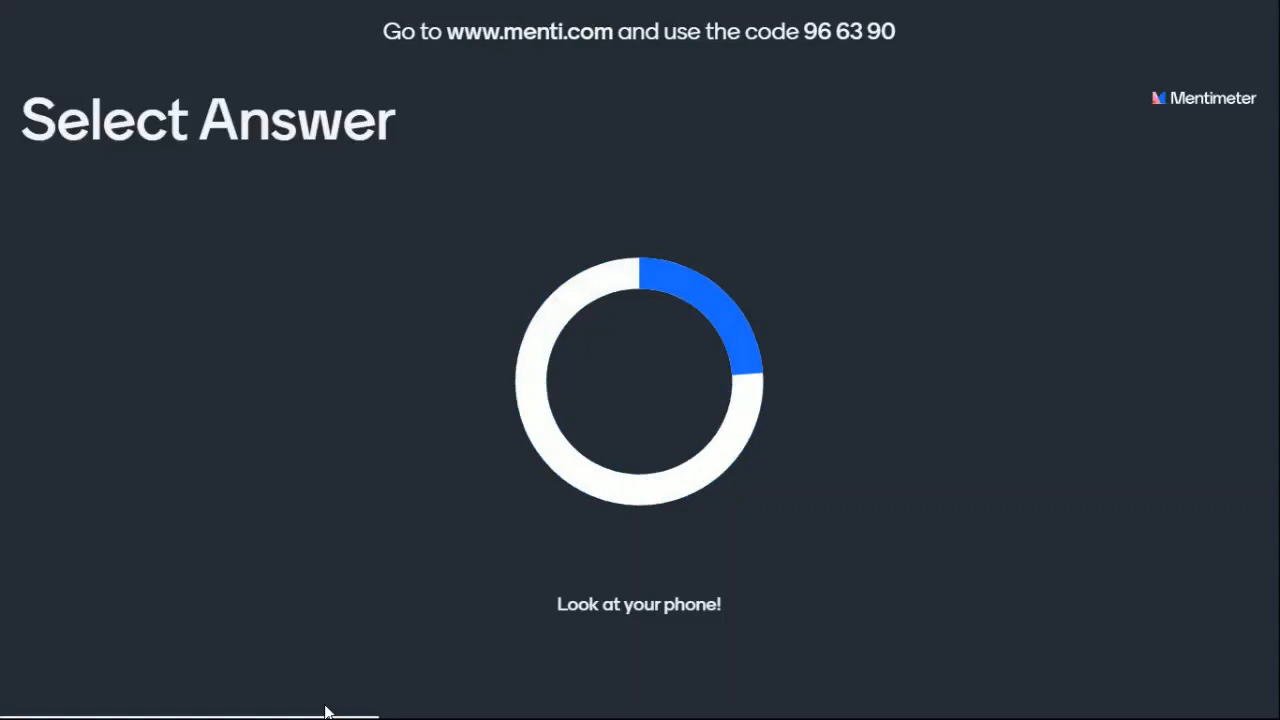 Go to www.menti.com and use the code 96 63 90
Mentimeter
Select Answer
Look at your phone!